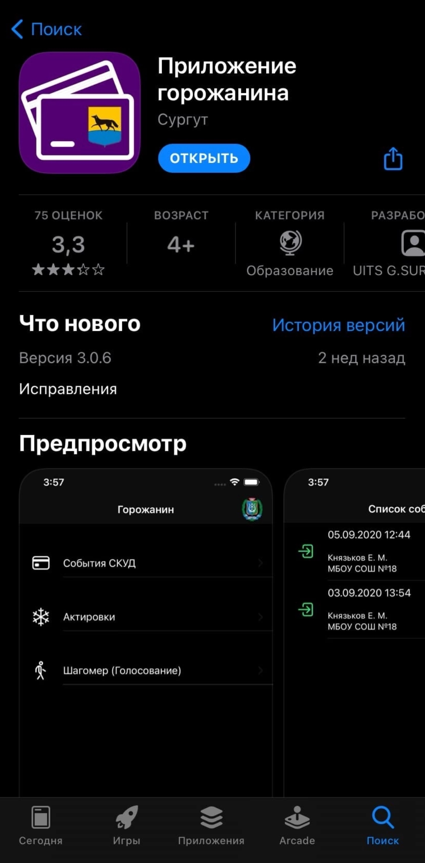 Поиск
Приложение
горожанина
Сургут
ОТКРЫТЬ
75 ОЦЕНОК
ВОЗРАСТ
КАТЕГОРИЯ
РАЗРАБО
3,3
4+
Образование
UITS G.SUR
Что нового
История версий
Версия 3.0.6
2 нед назад
Исправления
Предпросмотр
3:57
Горожанин
События СКУД
Актировки
Шагомер (Голосование)
3:57
Список соб
05.09.2020 12:44
Князьков Е. М.
МБОУ СОШ №18
03.09.2020 13:54
Князьков Е. М.
МБОУ СОШ №18
Сегодня
Игры
Приложения
Arcade
Поиск